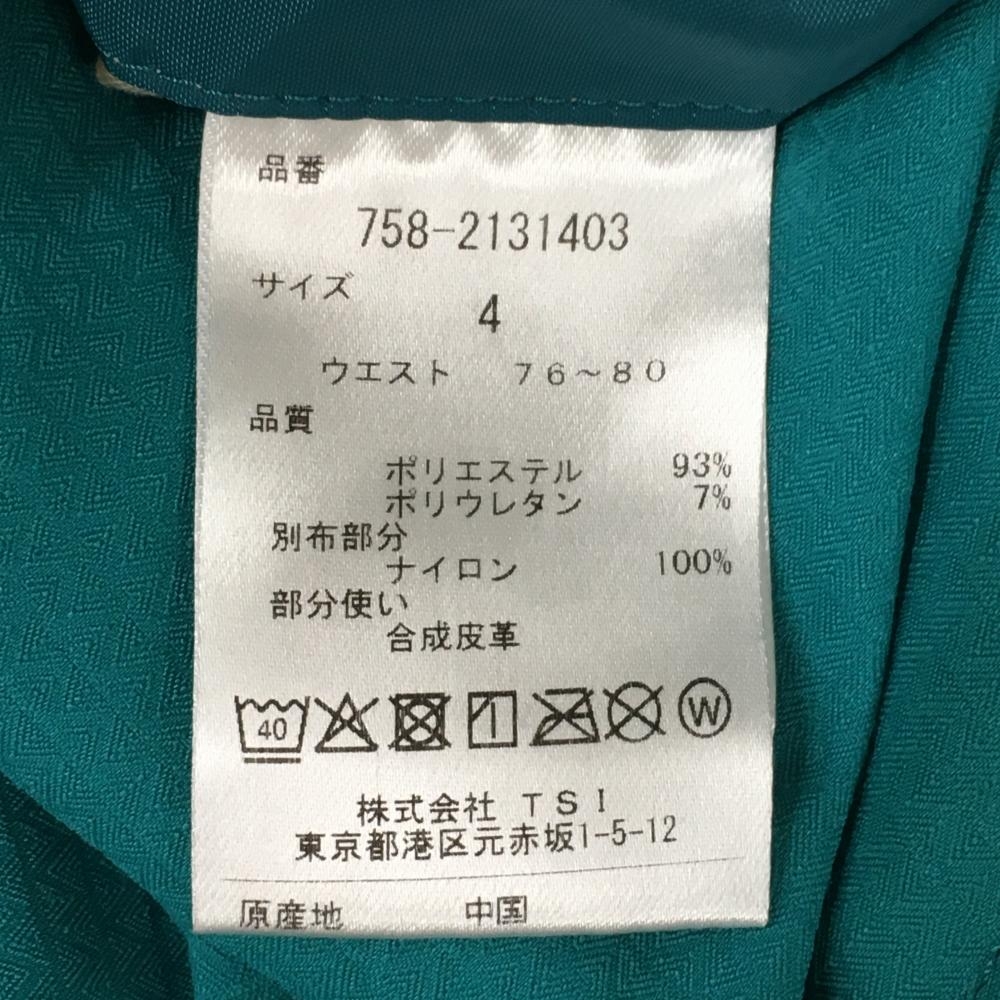 品番
758-2131403
サイズ
4
ウエスト 76~80
品質
ポリエステル 93%
ポリウレタン 7%
別布部分
ナイロン 100%
部分使い
合成皮革
40 W
株式会社 TSI
東京都港区元赤坂1-5-12
原産地 中国